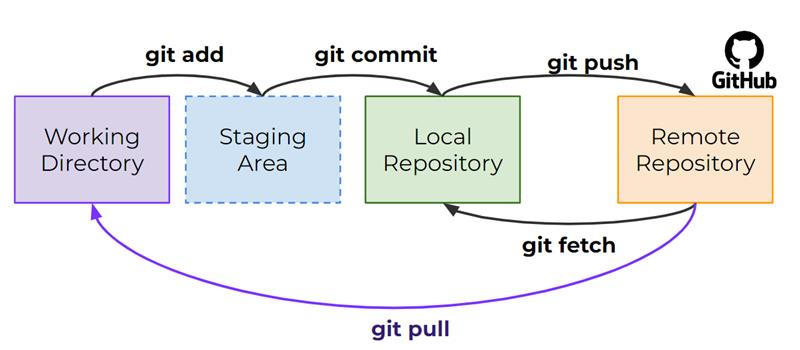 git add
git commit
git push
GitHub
Working
Directory
Staging
Area
Local
Repository
Remote
Repository
git fetch
git pull